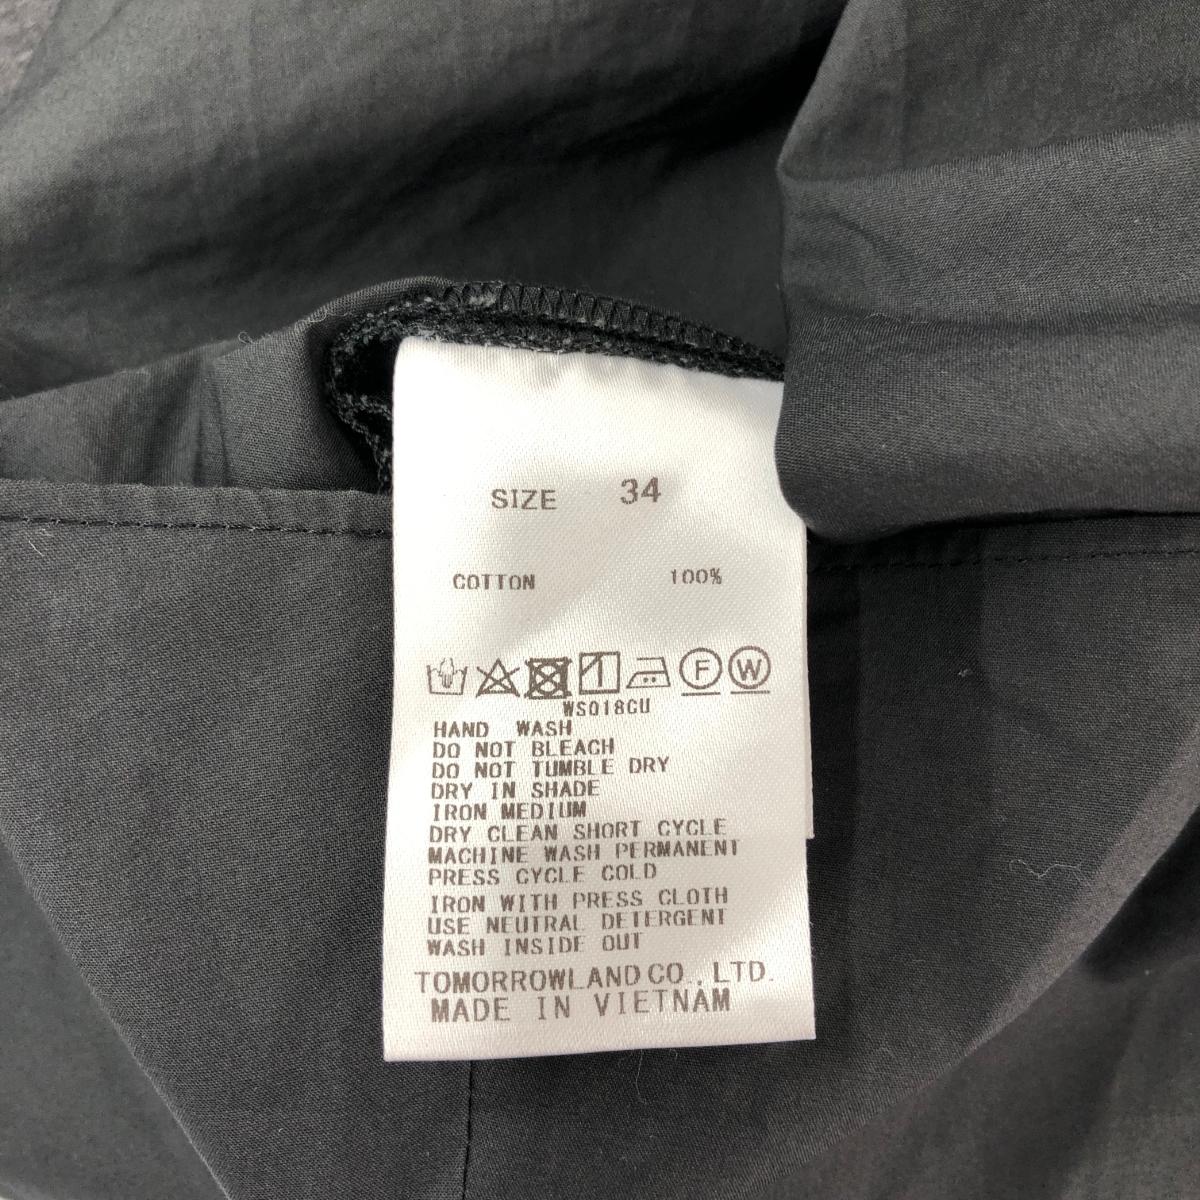 SIZE 34
COTTON 100%
F W
WS018CU
HAND WASH
DO NOT BLEACH
DO NOT TUMBLE DRY
DRY IN SHADE
IRON MEDIUM
DRY CLEAN SHORT CYCLE
MACHINE WASH PERMANENT
PRESS CYCLE COLD
IRON WITH PRESS CLOTH
USE NEUTRAL DETERGENT
WASH INSIDE OUT
TOMORROWLAND CO., LTD.
MADE IN VIETNAM